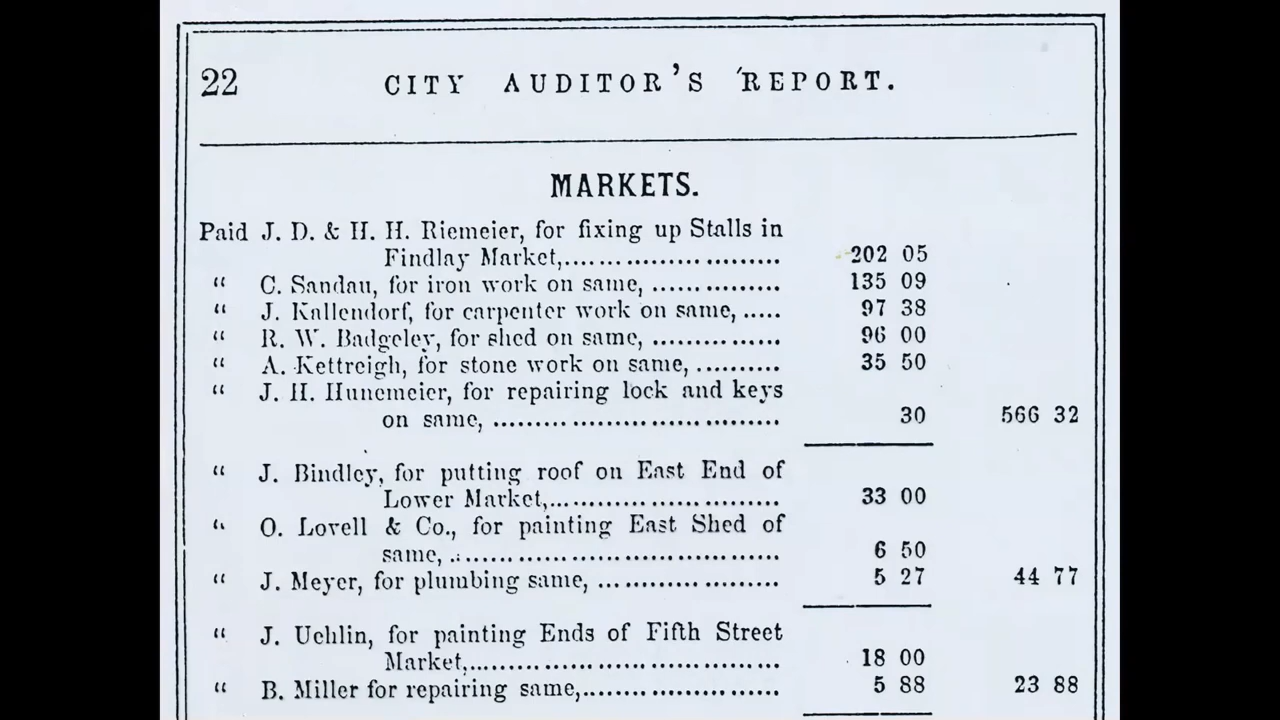 22 CITY AUDITOR'S REPORT.
MARKETS.
Paid J. D. & H. H. Riemeier, for fixing up Stalls in
Findlay Market,.............................. 202 05
“ C. Sandau, for iron work on same, ............... 135 09
“ J. Kallendorf, for carpenter work on same, ..... 97 38
“ R. W. Badgeley, for shed on same, ............... 96 00
“ A. Kettreigh, for stone work on same, .......... 35 50
“ J. H. Hunemeier, for repairing lock and keys
on same, ........................................ 30 566 32
“ J. Bindley, for putting roof on East End of
Lower Market,................................ 33 00
“ O. Lovell & Co., for painting East Shed of
same, ............................................. 6 50
“ J. Meyer, for plumbing same, ..................... 5 27 44 77
“ J. Uehlin, for painting Ends of Fifth Street
Market,........................................... 18 00
“ B. Miller for repairing same,...................... 5 88 23 88